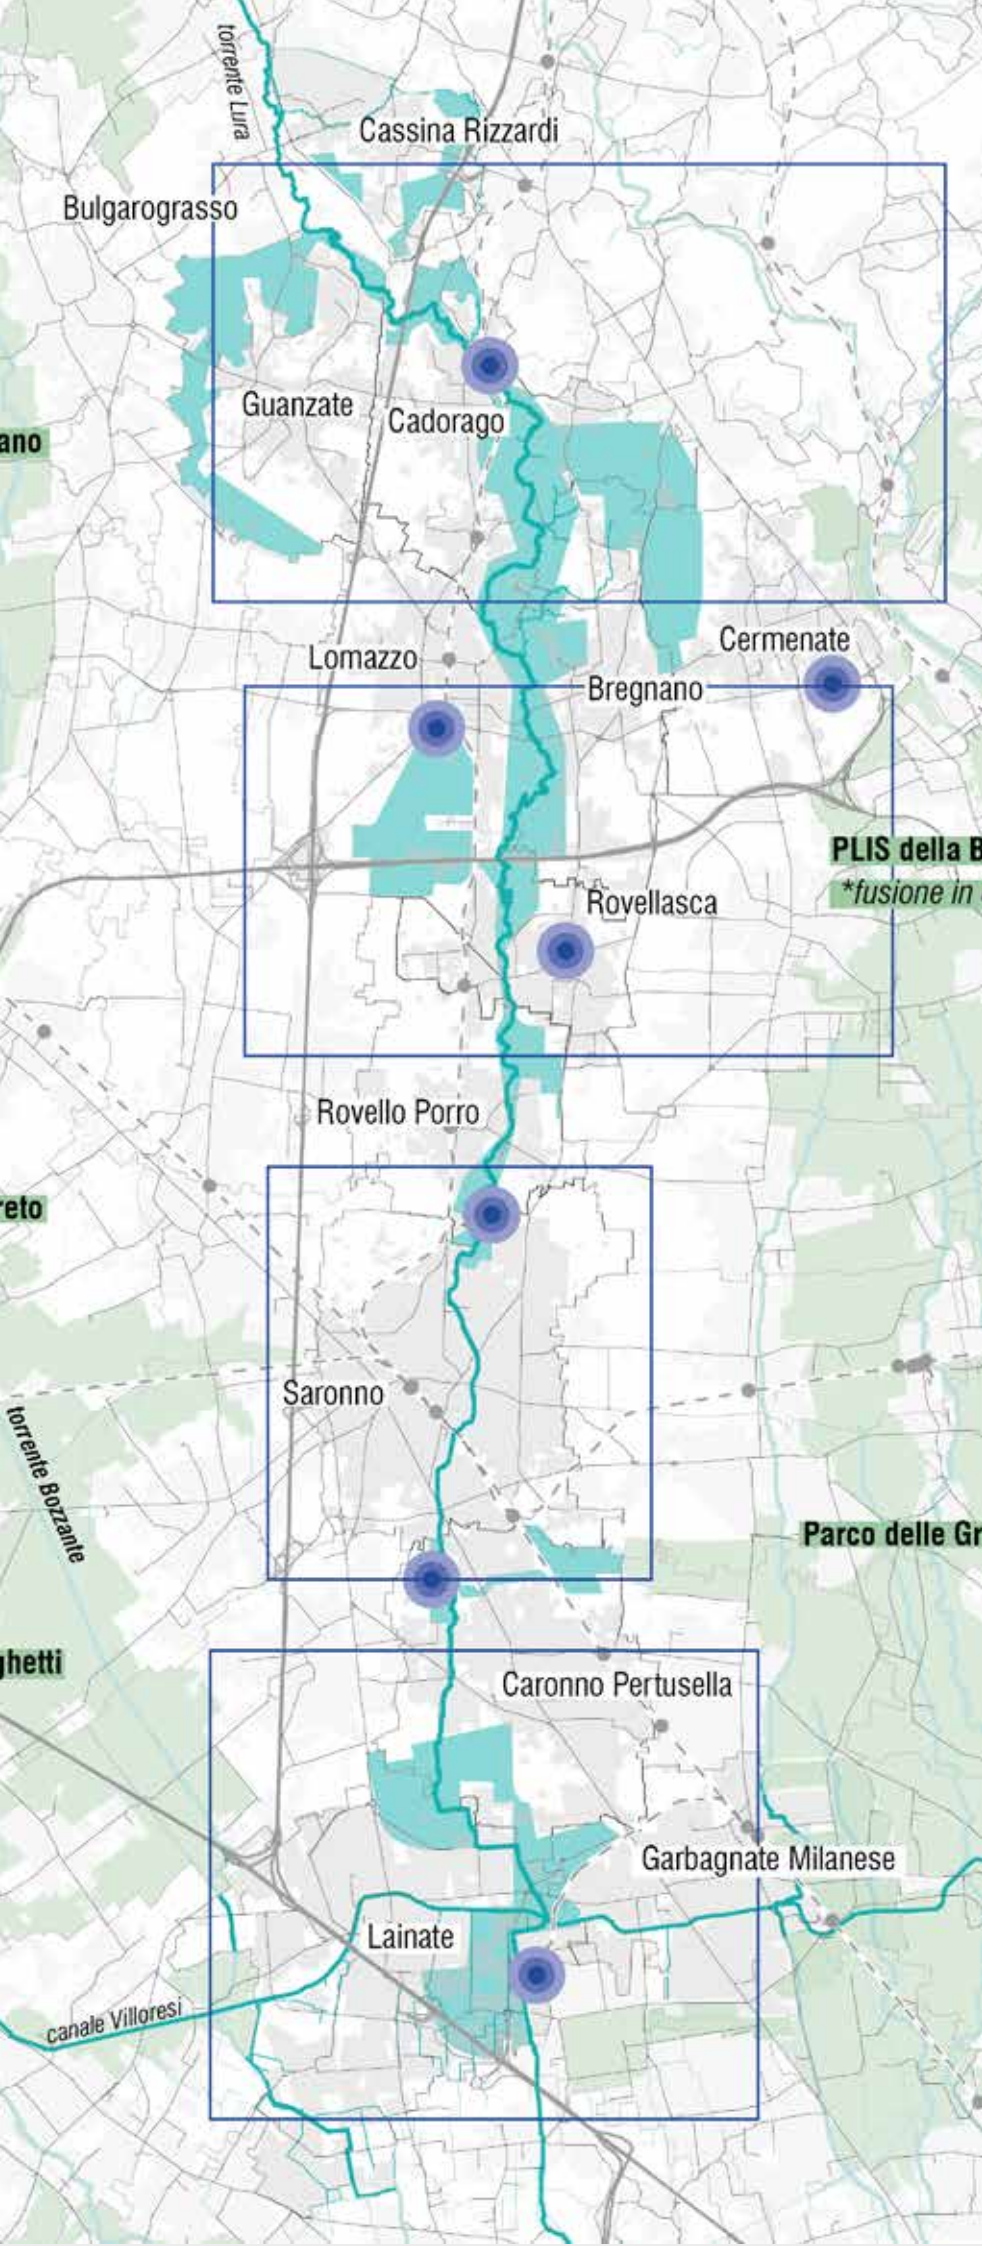 torrente Lura
Cassina Rizzardi
Bulgarograsso
Guanzate
Cadorago
ano
Lomazzo
Cermenate
Bregnano
PLIS della B
*fusione in
Rovellasca
Rovello Porro
reto
Saronno
torrente Bozzante
Parco delle Gr
ghetti
Caronno Pertusella
Garbagnate Milanese
Lainate
canale Villoresi